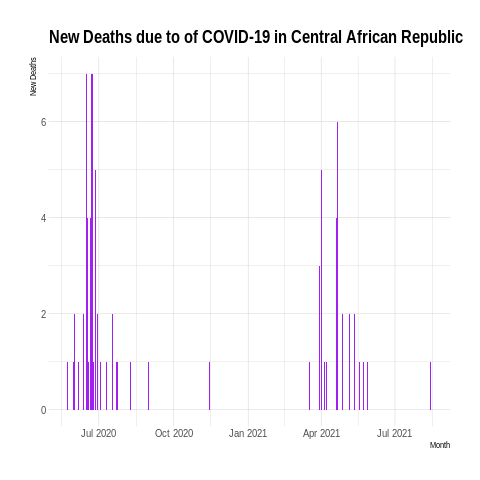 New Deaths due to of COVID-19 in Central African Republic
New Deaths
6
4
2
0
Jul 2020 Oct 2020 Jan 2021 Apr 2021 Jul 2021
Month